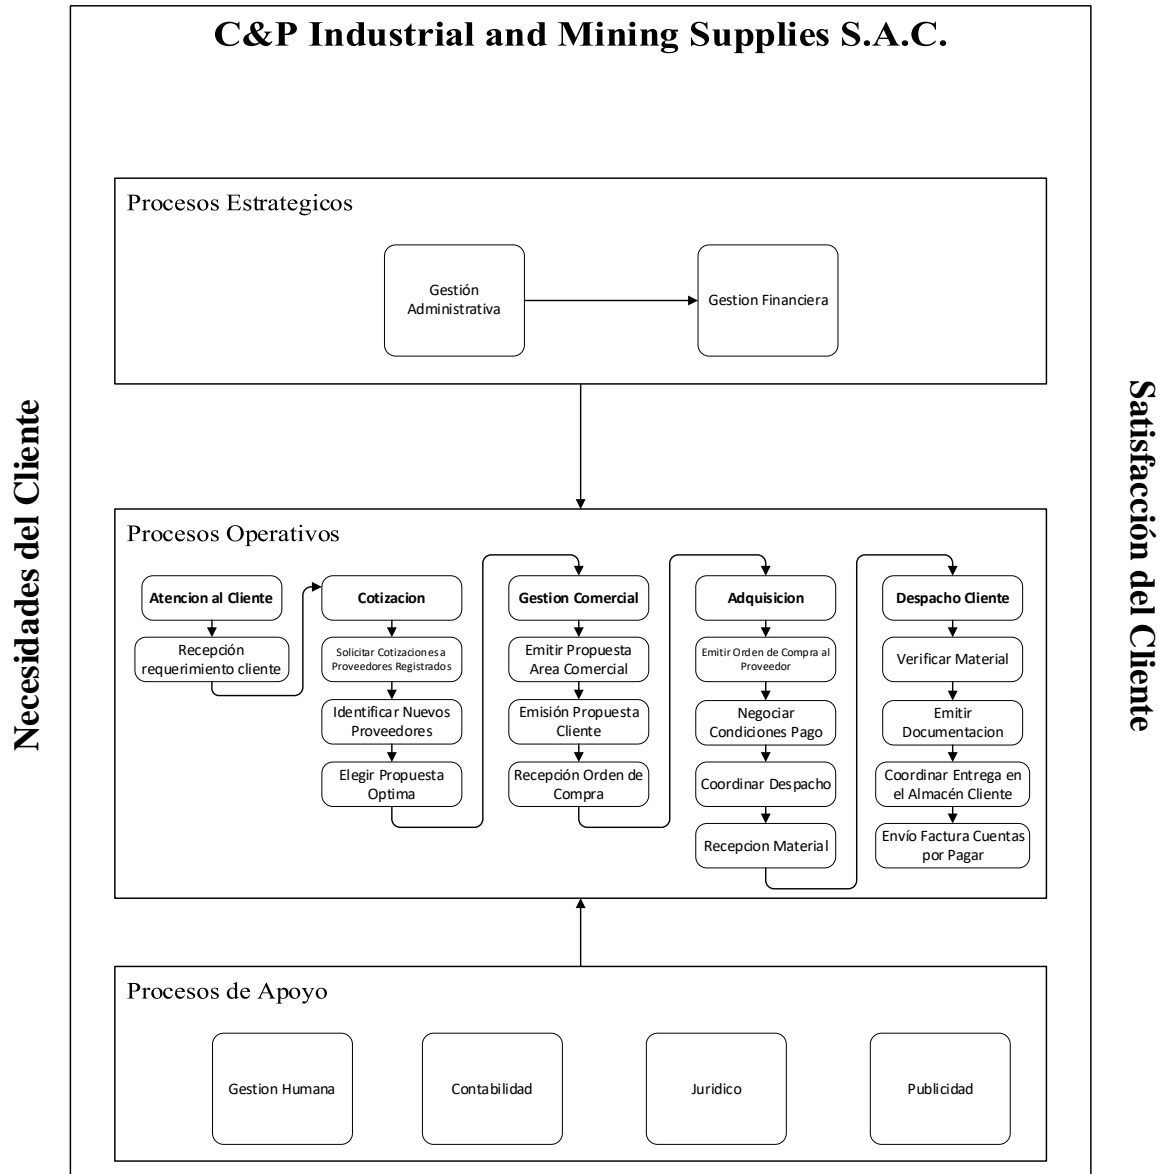 C&P Industrial and Mining Supplies S.A.C.
Necesidades del Cliente
Procesos Estrategicos
Gestión
Administrativa
Gestion Financiera
Procesos Operativos
Atencion al Cliente
Recepción
requerimiento cliente
Cotizacion
Solicitar Cotizaciones a
Proveedores Registrados
Identificar Nuevos
Proveedores
Elegir Propuesta
Optima
Gestion Comercial
Emitir Propuesta
Area Comercial
Emisión Propuesta
Cliente
Recepción Orden de
Compra
Adquisicion
Emitir Orden de Compra al
Proveedor
Negociar
Condiciones Pago
Coordinar Despacho
Recepcion Material
Despacho Cliente
Verificar Material
Emitir
Documentacion
Coordinar Entrega en
el Almacén Cliente
Envío Factura Cuentas
por Pagar
Procesos de Apoyo
Gestion Humana
Contabilidad
Juridico
Publicidad
Satisfacción del Cliente